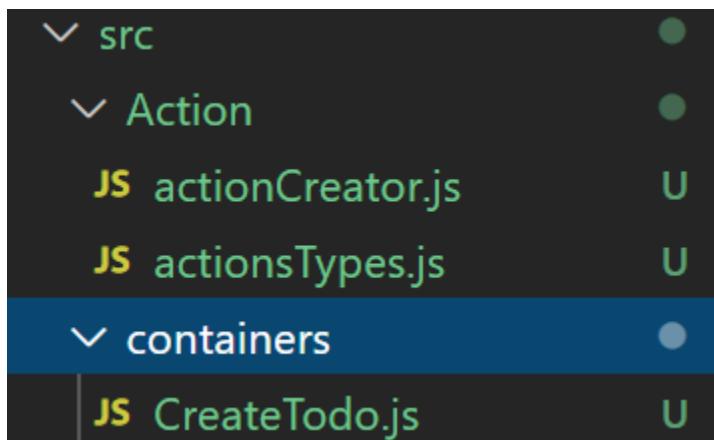 src
Action
JS actionCreator.js U
JS actionsTypes.js U
containers
JS CreateTodo.js U